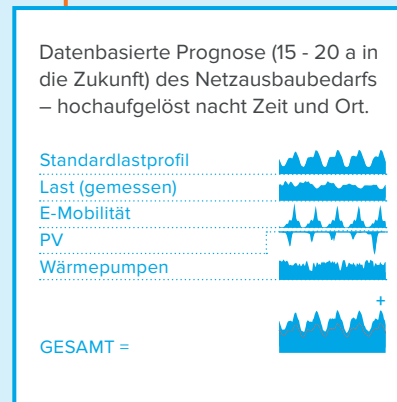 Datenbasierte Prognose (15 - 20 a in
die Zukunft) des Netzausbaubedarfs
– hochaufgelöst nacht Zeit und Ort.
Standardlastprofil
Last (gemessen)
E-Mobilität
PV
Wärmepumpen
+
GESAMT =